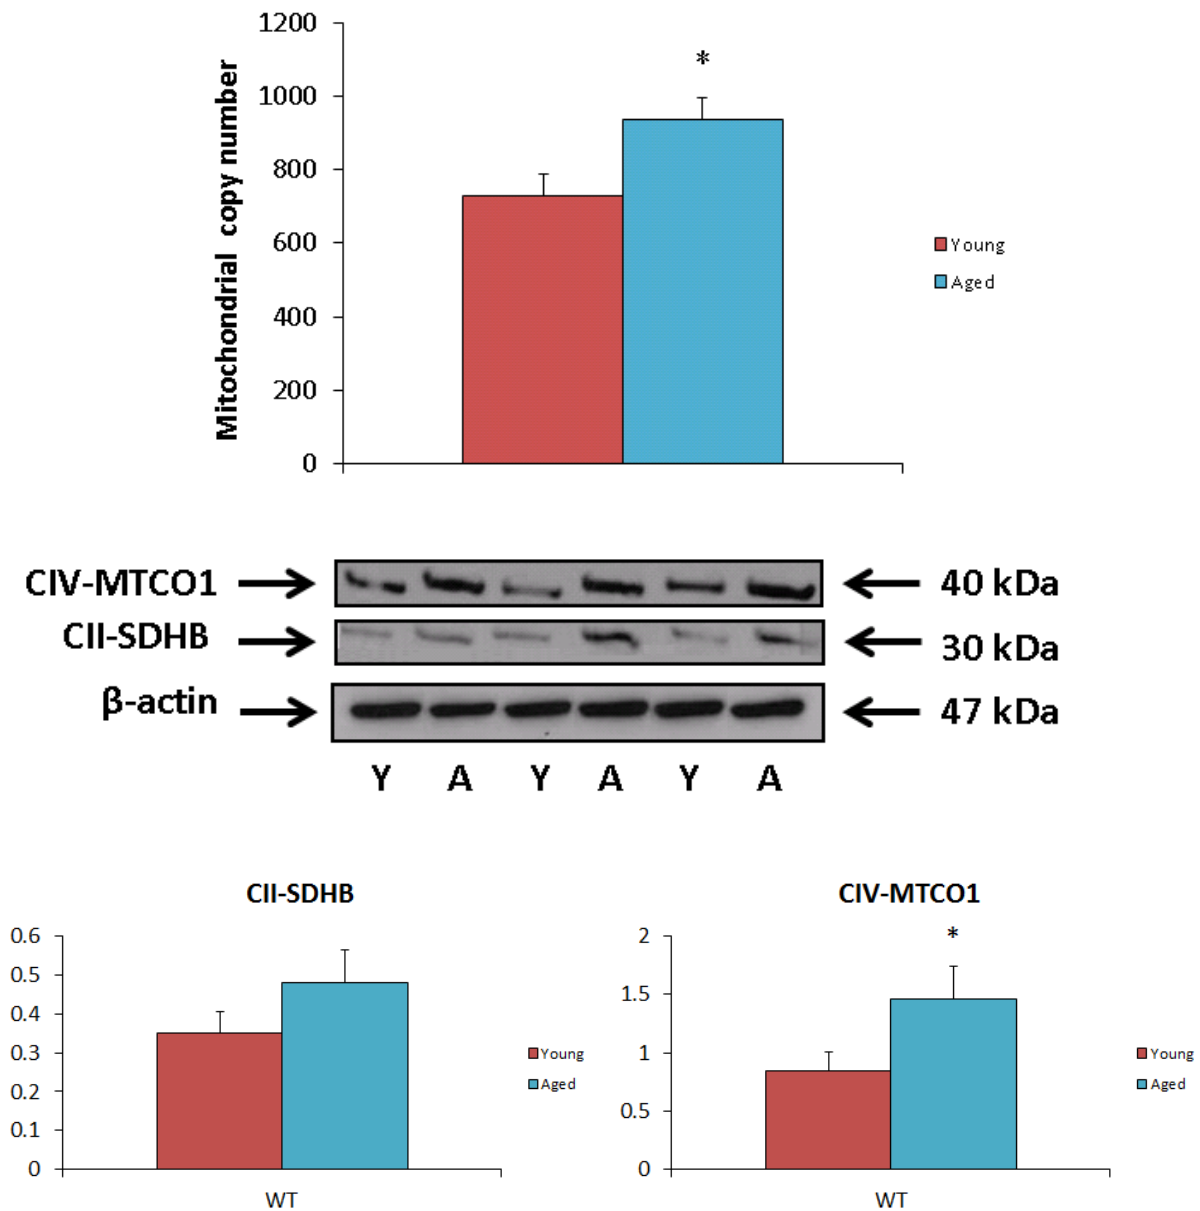 1200
1000
800
600
400
200
0
Mitochondrial copy number
*
Young
Aged
CIV-MTCO1
40 kDa
CII-SDHB
30 kDa
β-actin
47 kDa
Y A Y A Y A
CII-SDHB
0.6
0.5
0.4
0.3
0.2
0.1
0
WT
Young
Aged
CIV-MTCO1
*
2
1.5
1
0.5
0
WT
Young
Aged